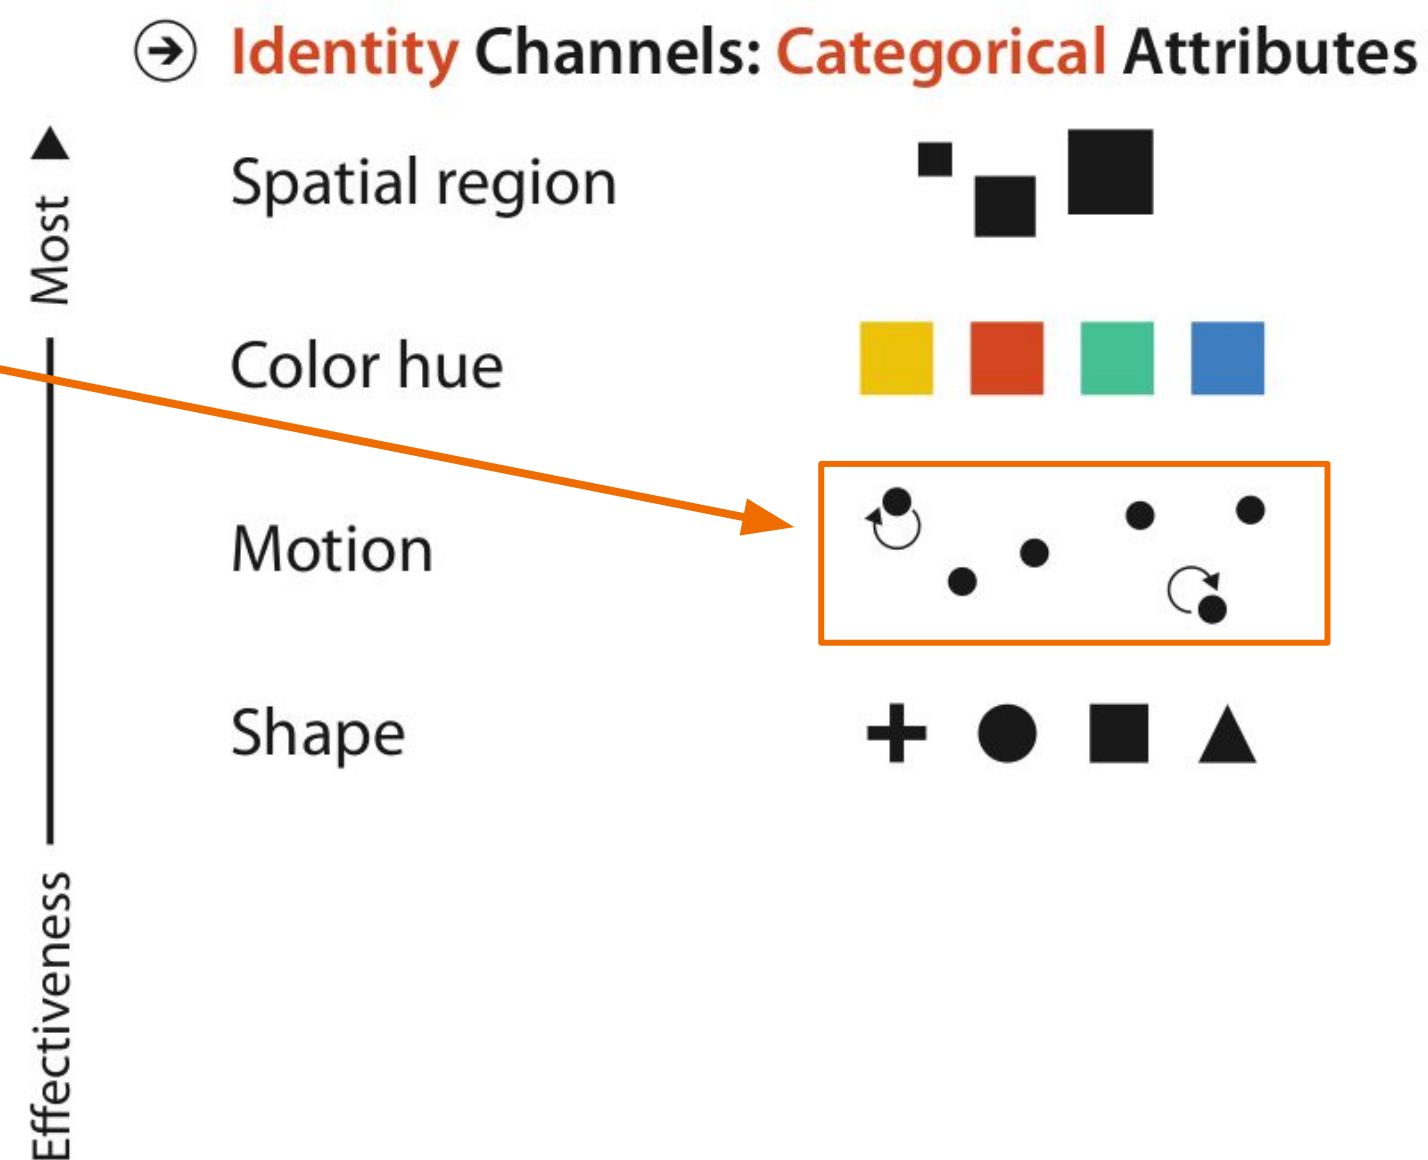 Identity Channels: Categorical Attributes
Most
Effectiveness
Spatial region
Color hue
Motion
Shape